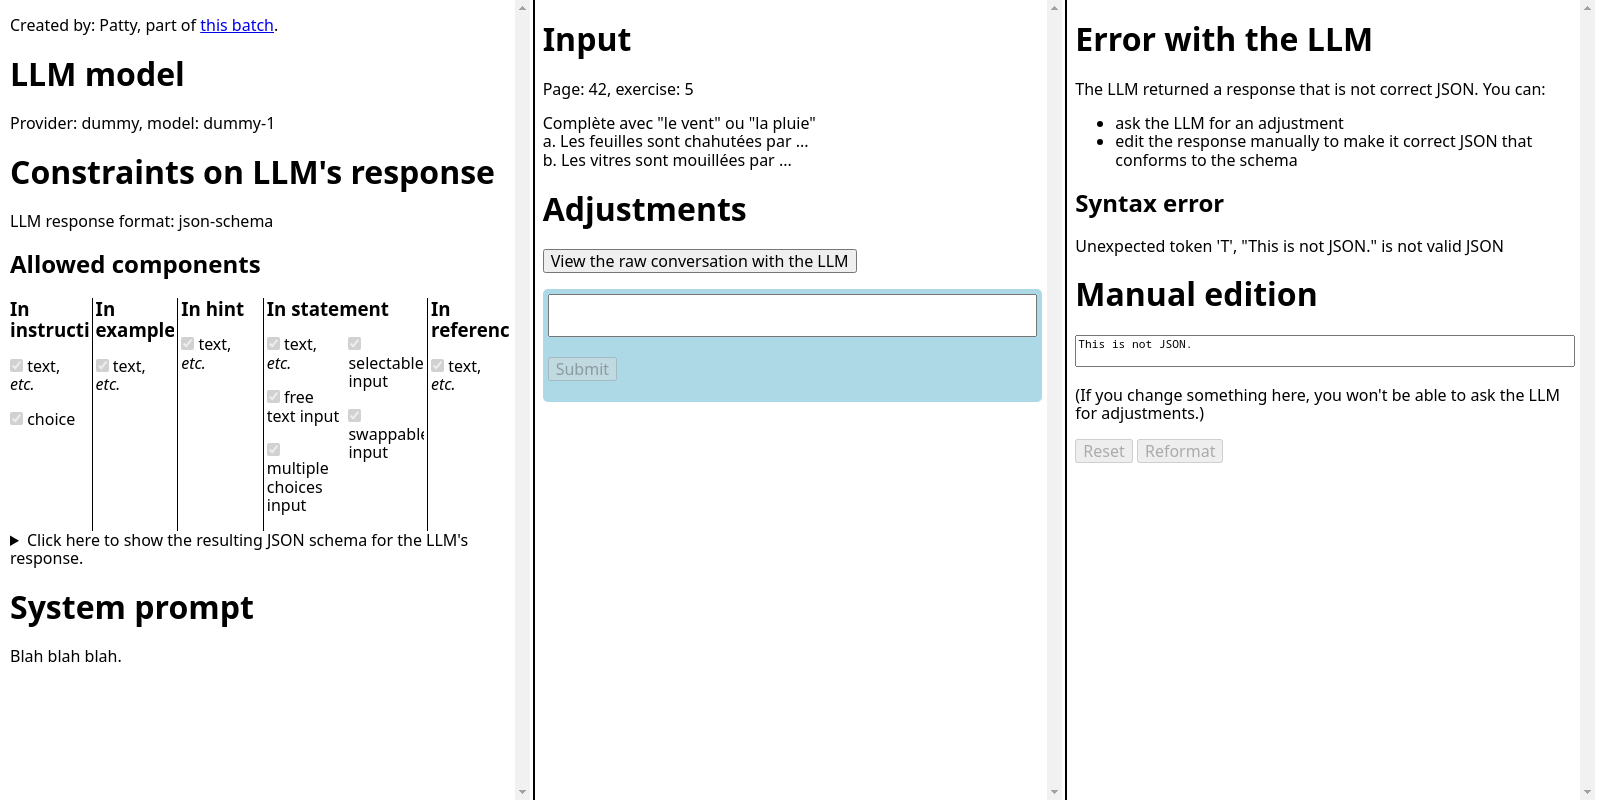 Created by: Patty, part of this batch.
LLM model
Provider: dummy, model: dummy-1
Constraints on LLM's response
LLM response format: json-schema
Allowed components
In
instructi
text,
etc.
choice
In
example
text,
etc.
In hint
text,
etc.
In statement
text,
etc.
free
text input
multiple
choices
input
selectable
input
swappable
input
In
referenc
text,
etc.
Click here to show the resulting JSON schema for the LLM's
response.
System prompt
Blah blah blah.
Input
Page: 42, exercise: 5
Complète avec "le vent" ou "la pluie"
a. Les feuilles sont chahutées par ...
b. Les vitres sont mouillées par ...
Adjustments
View the raw conversation with the LLM
Submit
Error with the LLM
The LLM returned a response that is not correct JSON. You can:
• ask the LLM for an adjustment
• edit the response manually to make it correct JSON that
conforms to the schema
Syntax error
Unexpected token 'T', "This is not JSON." is not valid JSON
Manual edition
This is not JSON.
(If you change something here, you won't be able to ask the LLM
for adjustments.)
Reset Reformat